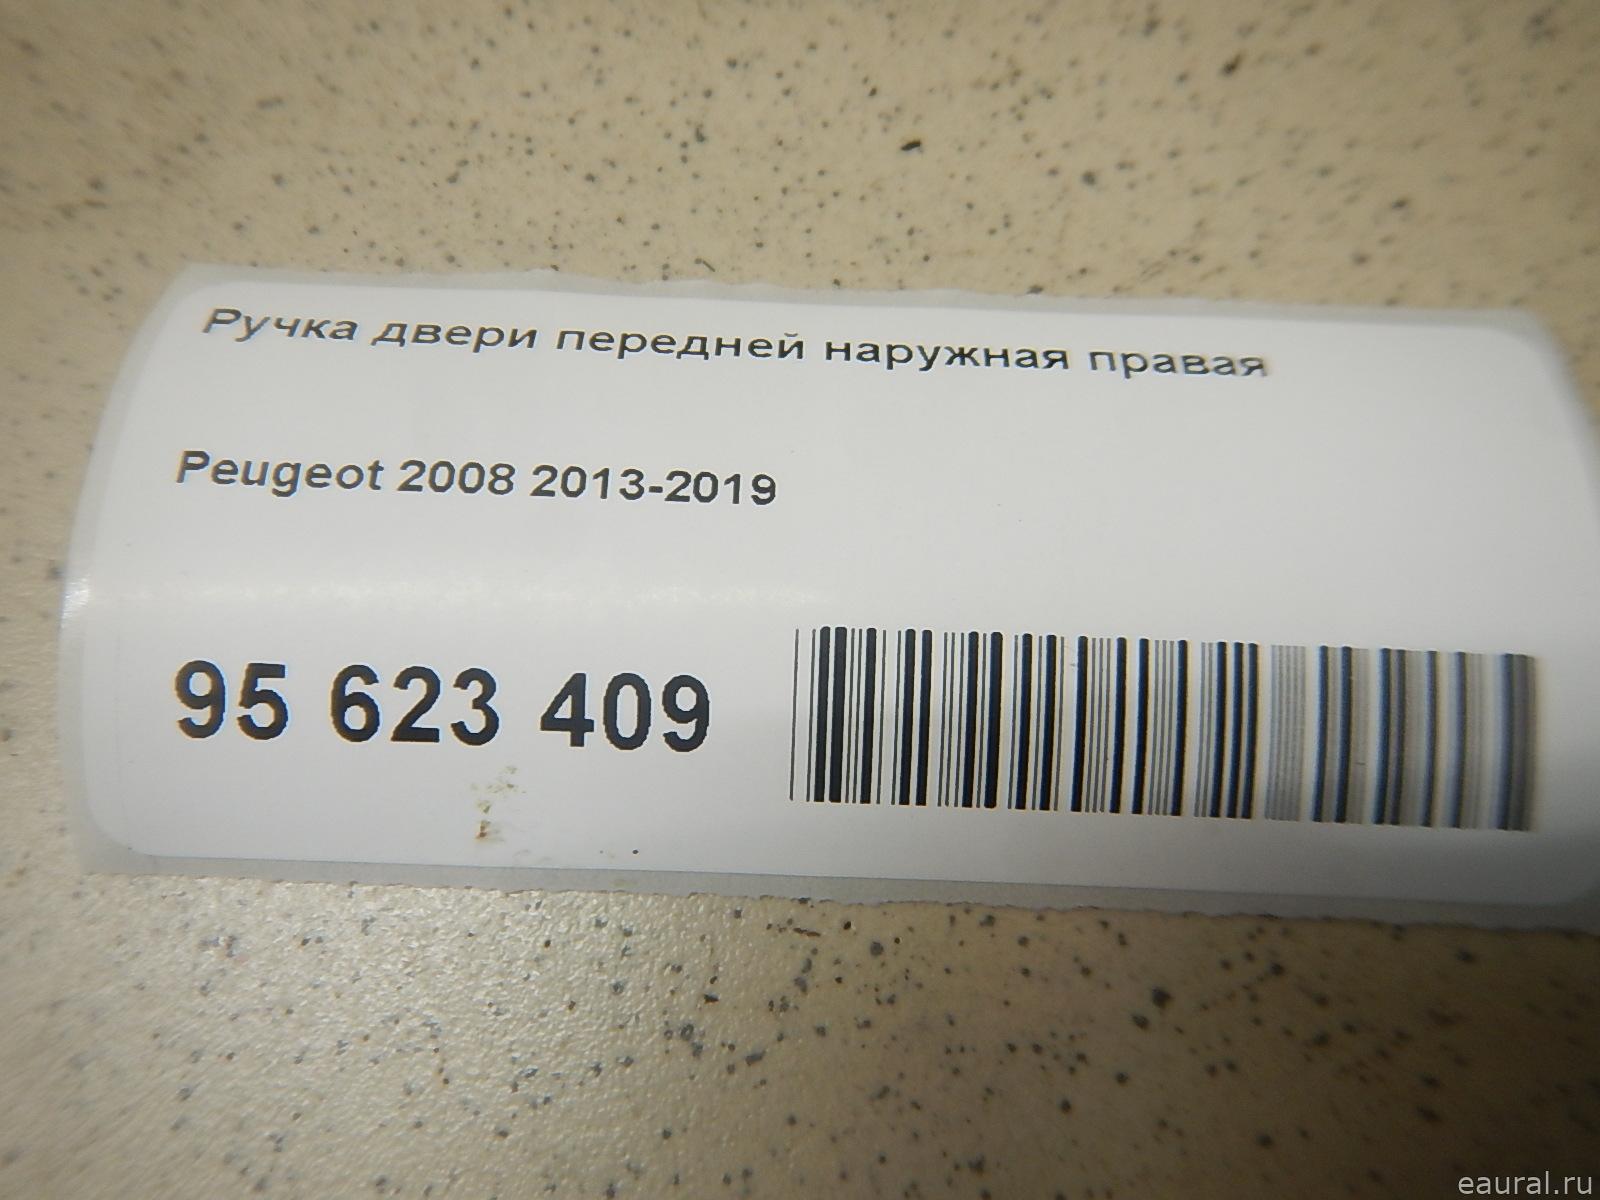 Ручка двери передней наружная правая
Peugeot 2008 2013-2019
95 623 409
eaural.ru